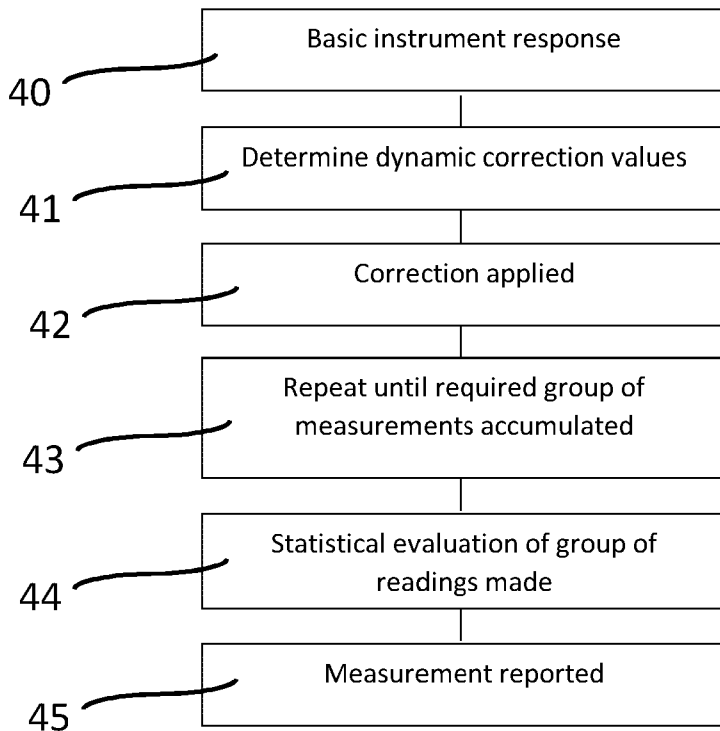 Basic instrument response
40
Determine dynamic correction values
41
Correction applied
42
Repeat until required group of
measurements accumulated
43
Statistical evaluation of group of
readings made
44
Measurement reported
45